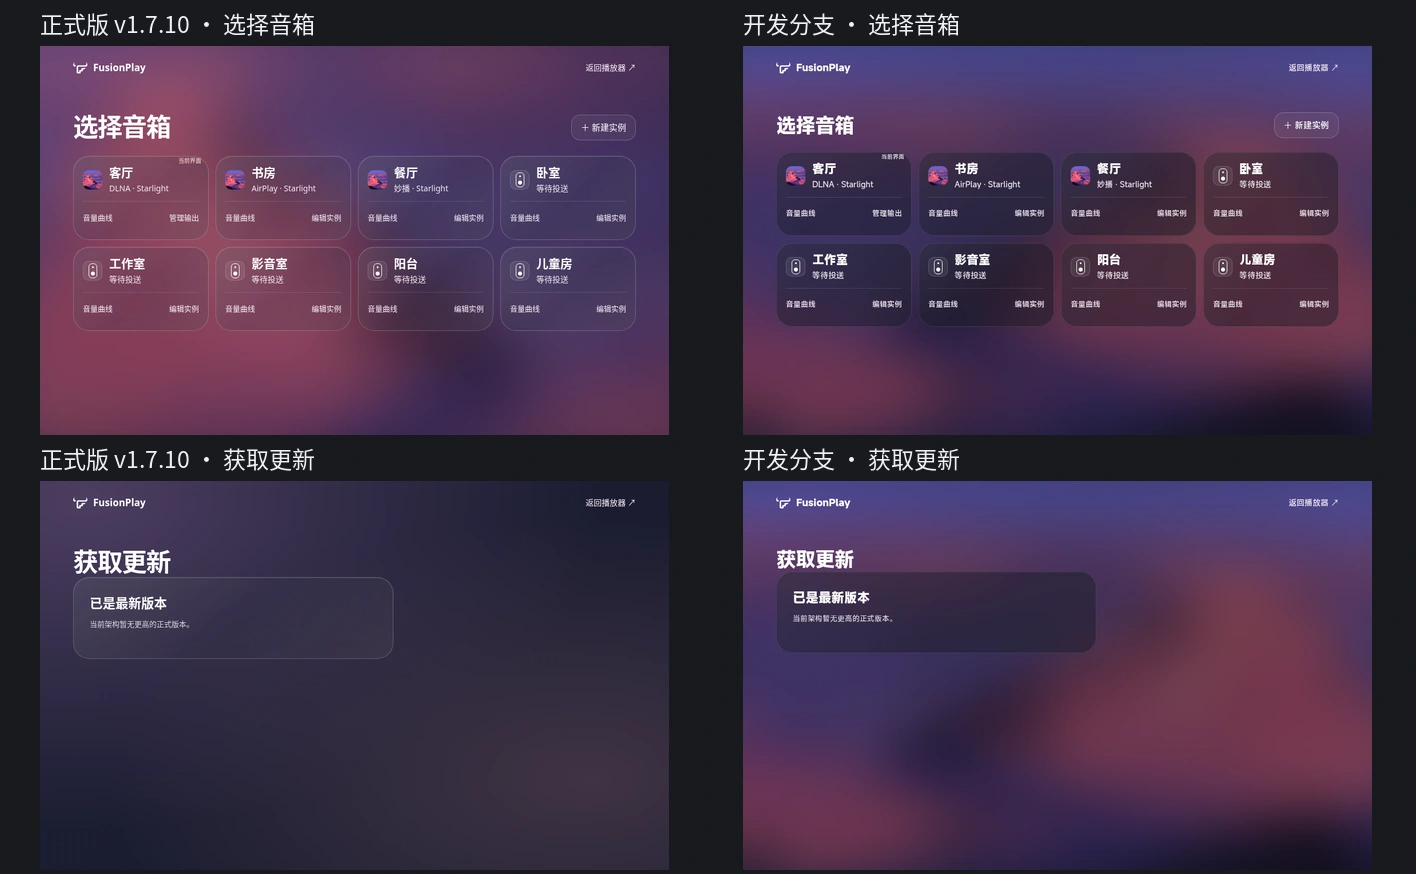 正式版 v1.7.10 • 选择音箱
FusionPlay
返回播放器 ↗
选择音箱
＋ 新建实例
当前界面
客厅
DLNA · Starlight
音量曲线 管理输出
书房
AirPlay · Starlight
音量曲线 编辑实例
餐厅
妙播 · Starlight
音量曲线 编辑实例
卧室
等待投送
音量曲线 编辑实例
工作室
等待投送
音量曲线 编辑实例
影音室
等待投送
音量曲线 编辑实例
阳台
等待投送
音量曲线 编辑实例
儿童房
等待投送
音量曲线 编辑实例
开发分支 • 选择音箱
FusionPlay
返回播放器 ↗
选择音箱
＋ 新建实例
当前界面
客厅
DLNA · Starlight
音量曲线 管理输出
书房
AirPlay · Starlight
音量曲线 编辑实例
餐厅
妙播 · Starlight
音量曲线 编辑实例
卧室
等待投送
音量曲线 编辑实例
工作室
等待投送
音量曲线 编辑实例
影音室
等待投送
音量曲线 编辑实例
阳台
等待投送
音量曲线 编辑实例
儿童房
等待投送
音量曲线 编辑实例
正式版 v1.7.10 • 获取更新
FusionPlay
返回播放器 ↗
获取更新
已是最新版本
当前架构暂无更高的正式版本。
开发分支 • 获取更新
FusionPlay
返回播放器 ↗
获取更新
已是最新版本
当前架构暂无更高的正式版本。